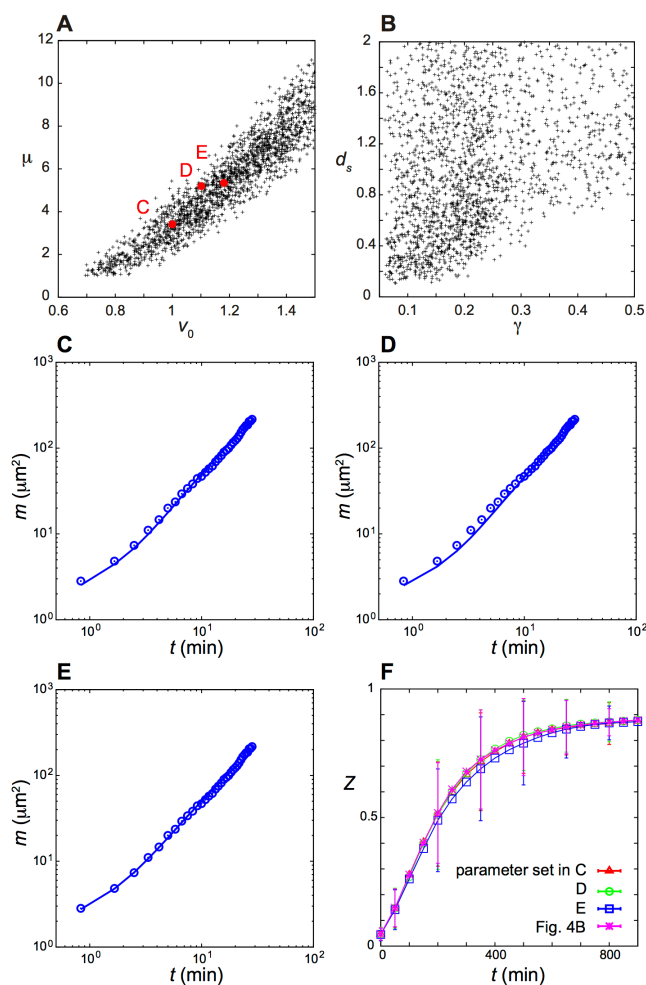 A
12
10
8
6
4
2
0
μ
E
D
C
0.6 0.8 1 1.2 1.4
v0
B
2
1.6
1.2
ds
0.8
0.4
0
0.1 0.2 0.3 0.4 0.5
γ
C
10³
10²
10¹
10⁰
m (μm²)
10⁰ 10¹ 10²
t (min)
D
10³
10²
10¹
10⁰
m (μm²)
10⁰ 10¹ 10²
t (min)
E
10³
10²
10¹
10⁰
m (μm²)
10⁰ 10¹ 10²
t (min)
F
1
Z
0.5
0
parameter set in C
D
E
Fig. 4B
0 400 800
t (min)